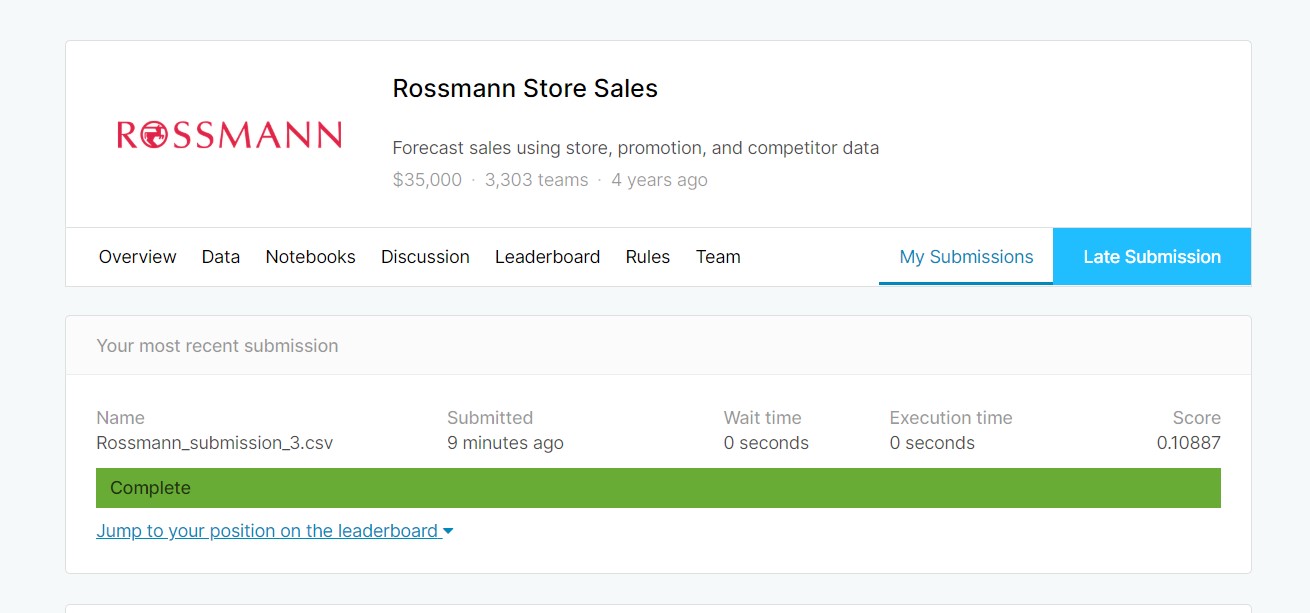 Rossmann Store Sales
ROSSMANN
Forecast sales using store, promotion, and competitor data
$35,000 · 3,303 teams · 4 years ago
Overview Data Notebooks Discussion Leaderboard Rules Team My Submissions Late Submission
Your most recent submission
Name Submitted Wait time Execution time Score
Rossmann_submission_3.csv 9 minutes ago 0 seconds 0 seconds 0.10887
Complete
Jump to your position on the leaderboard